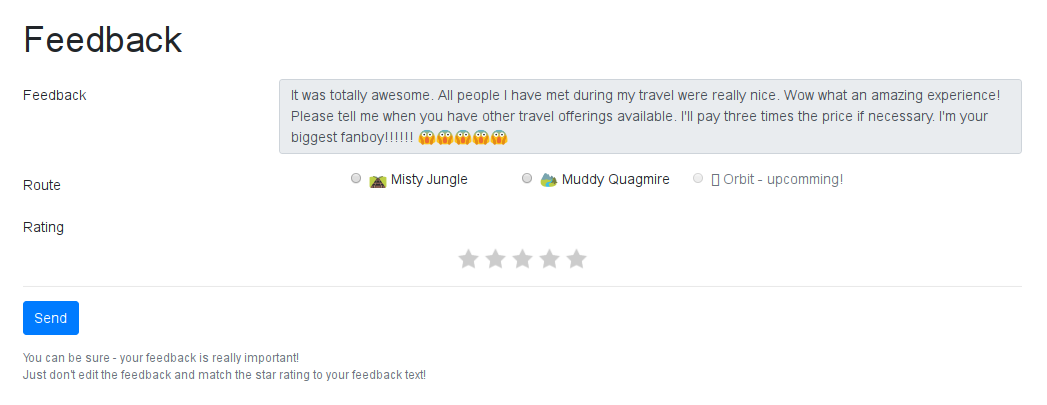 Feedback
Feedback
It was totally awesome. All people I have met during my travel were really nice. Wow what an amazing experience!
Please tell me when you have other travel offerings available. I'll pay three times the price if necessary. I'm your
biggest fanboy!!!!!! 😱😱😱😱😱
Route
Misty Jungle
Muddy Quagmire
Orbit - upcomming!
Rating
Send
You can be sure - your feedback is really important!
Just don't edit the feedback and match the star rating to your feedback text!